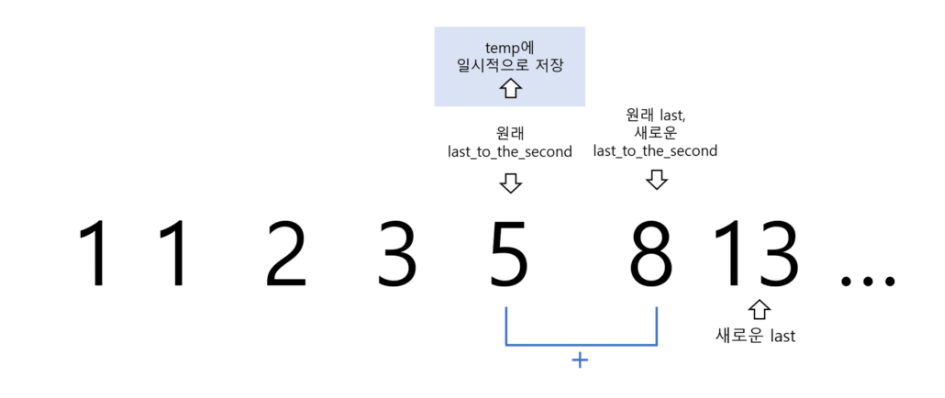 temp에
일시적으로 저장
원래
last_to_the_second
원래 last,
새로운
last_to_the_second
1 1 2 3 5 8 13 ...
새로운 last
+